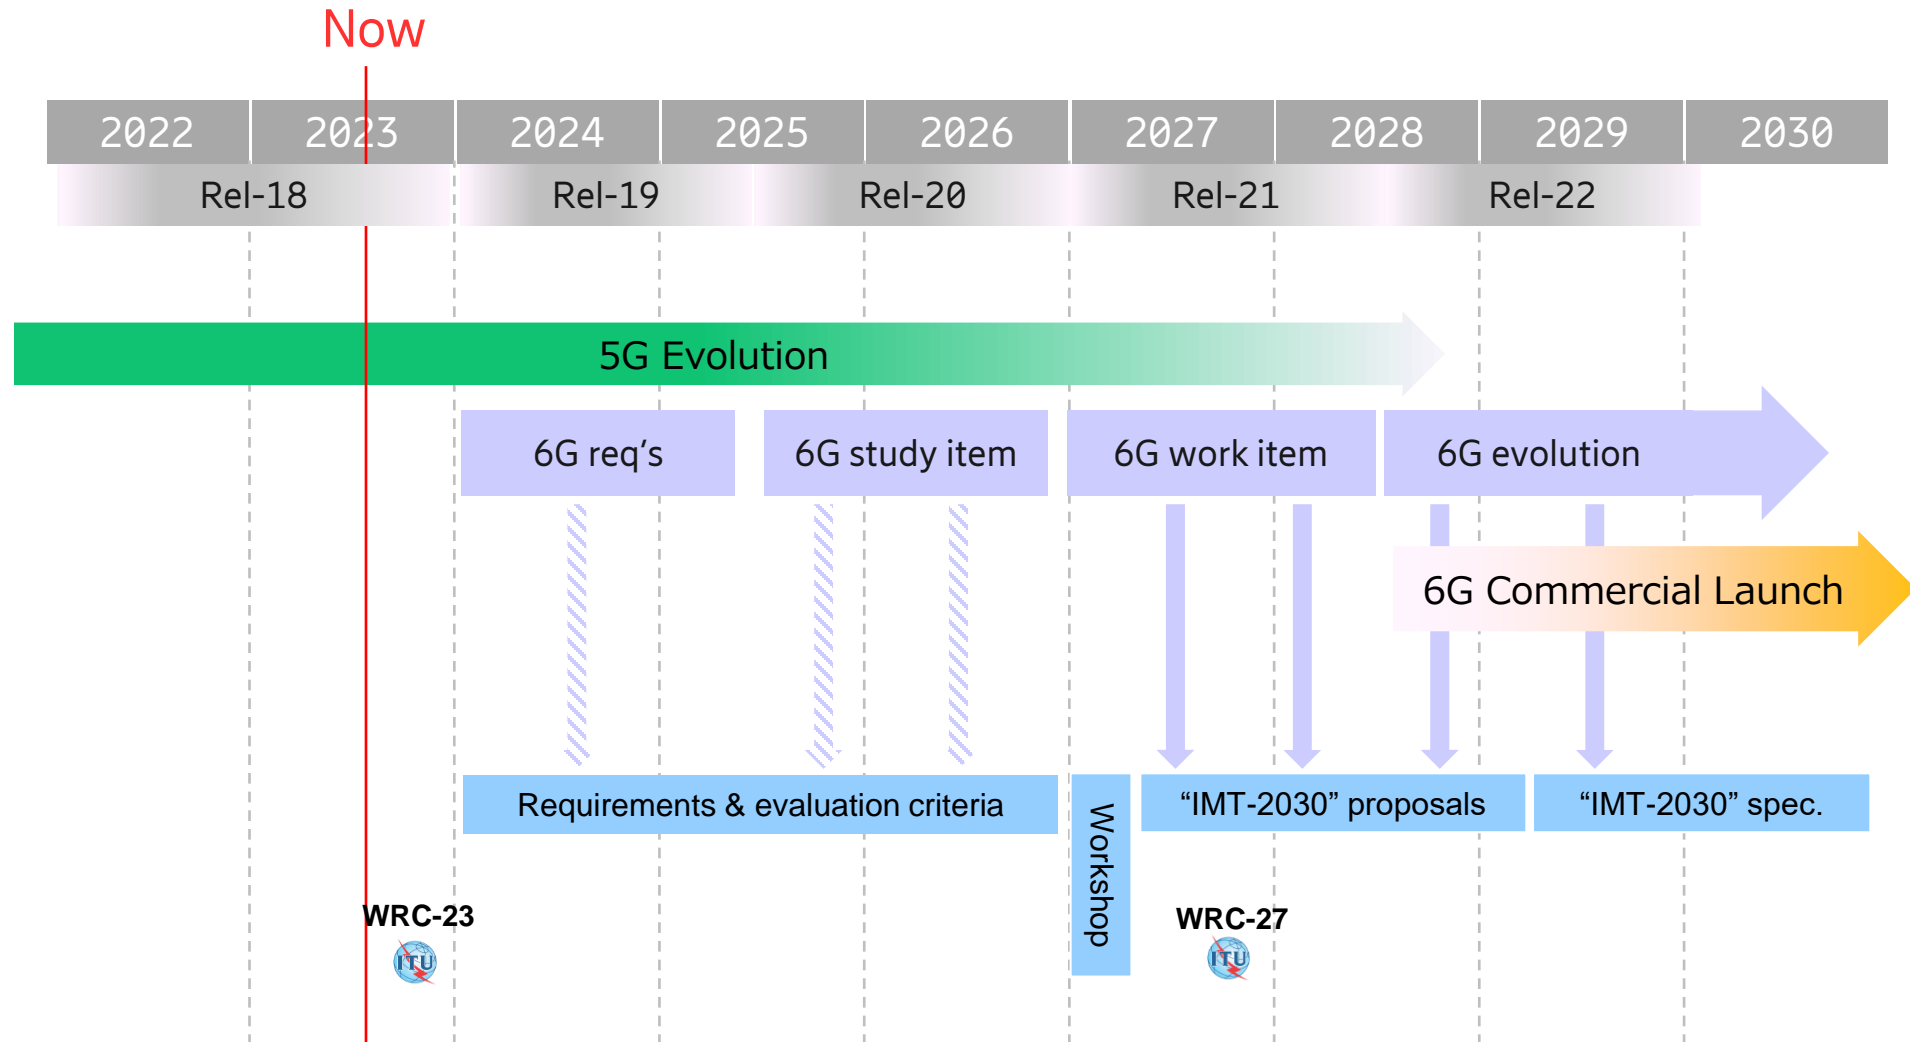 Now
2022 2023 2024 2025 2026 2027 2028 2029 2030
Rel-18 Rel-19 Rel-20 Rel-21 Rel-22
5G Evolution
6G req's 6G study item 6G work item 6G evolution
6G Commercial Launch
Requirements & evaluation criteria
Workshop
“IMT-2030” proposals
“IMT-2030” spec.
WRC-23
ITU
WRC-27
ITU